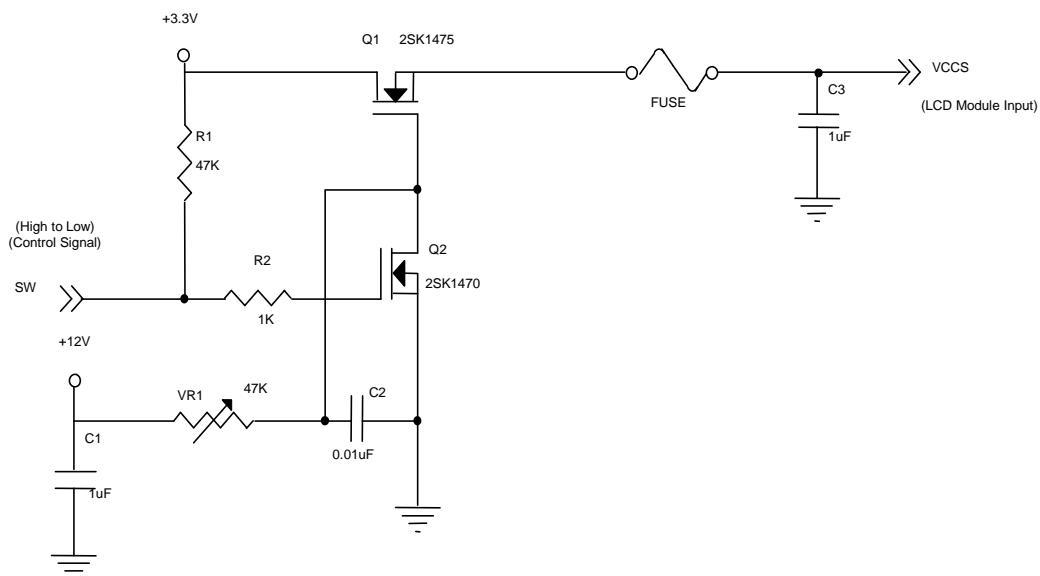 +3.3V
Q1 2SK1475
VCCS
FUSE
C3
(LCD Module Input)
1uF
R1
47K
(High to Low)
(Control Signal)
Q2
R2
SW
2SK1470
1K
+12V
VR1
47K
C2
C1
0.01uF
1uF